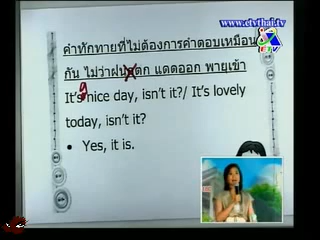 www.etvthai.tv
ETV
คำทักทายที่ไม่ต้องการคำตอบเหมือน
กัน ไม่ว่าฝนตก แดดออก พายุเข้า
It's a nice day, isn't it?/ It's lovely
today, isn't it?
• Yes, it is.